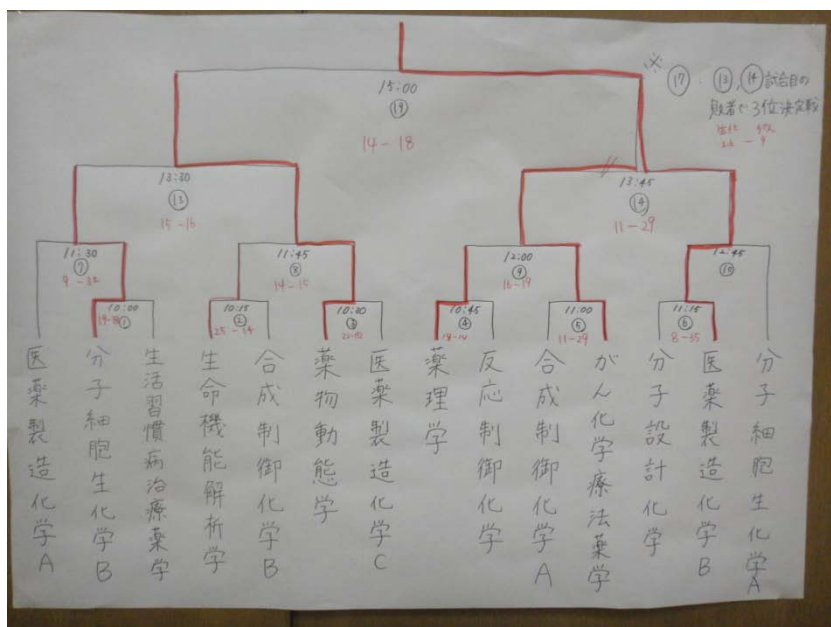 15:00
⑲
14-18
※
⑰：⑬,⑭試合目の
敗者で3位決定戦
生化
13:30
⑬
15-16
13:45
⑭
11-29
11:30
⑦
9-32
11:45
⑧
14-15
12:00
⑨
16-19
12:45
⑩
10:00
①
10:15
②
25-14
10:30
③
10:45
④
11:00
⑤
11-29
11:15
⑥
8-35
医薬製造化学A
分子細胞生化学B
生活習慣病治療薬学
生命機能解析学
合成制御化学B
薬物動態学
医薬製造化学C
薬理学
反応制御化学
合成制御化学A
がん化学療法薬学
分子設計化学
医薬製造化学B
分子細胞生化学A